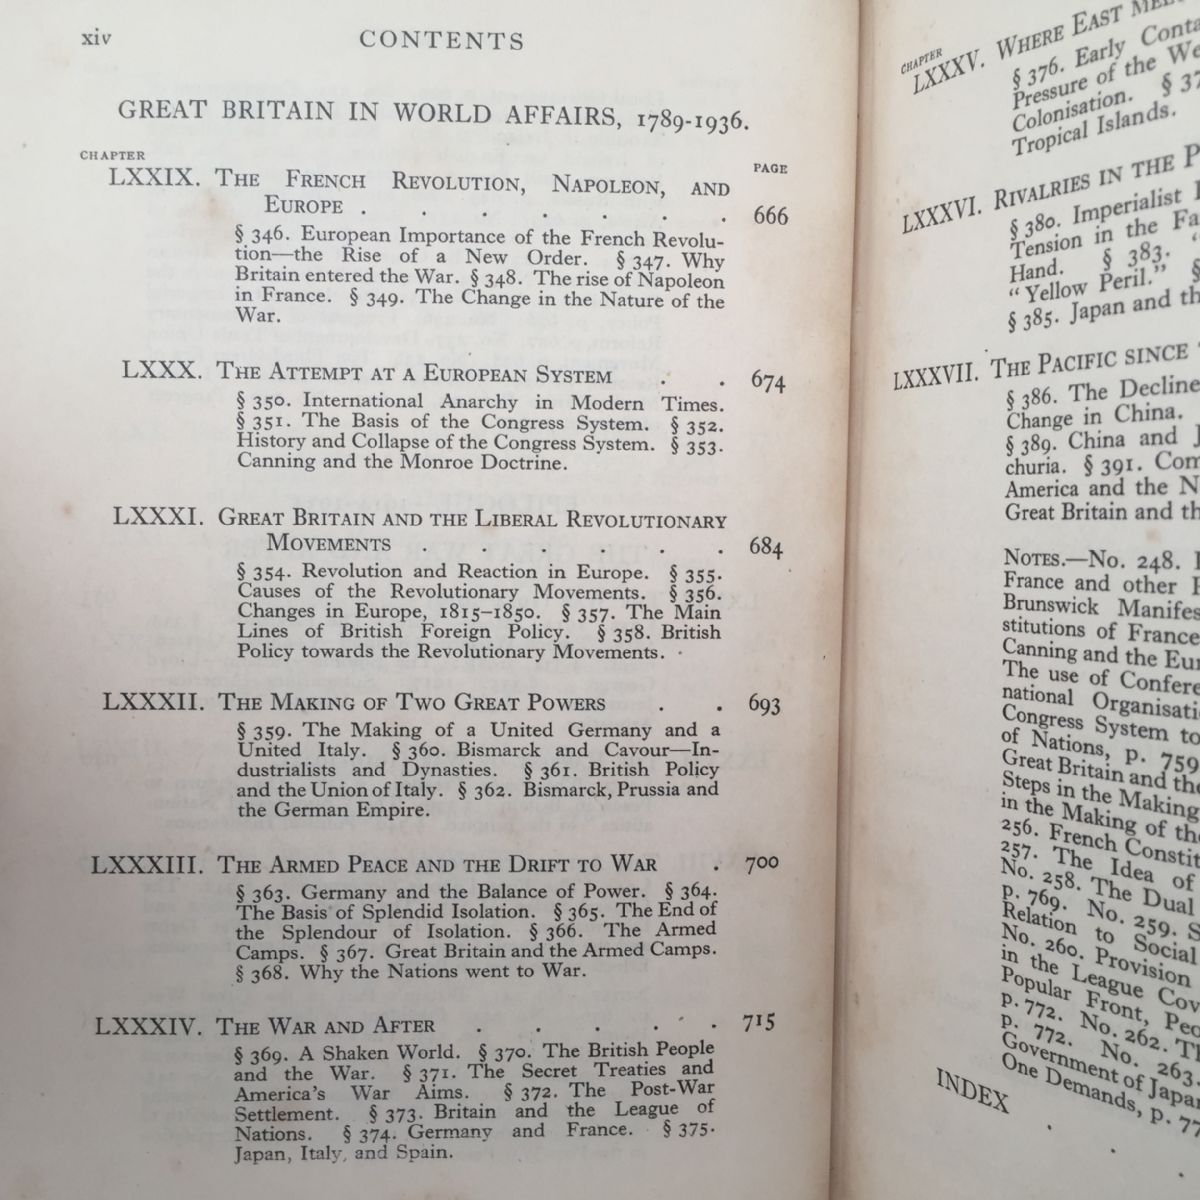 xiv
CONTENTS
GREAT BRITAIN IN WORLD AFFAIRS, 1789-1936.
CHAPTER
PAGE
LXXIX. THE FRENCH REVOLUTION, NAPOLEON, AND
EUROPE . . . . . . . 666
§ 346. European Importance of the French Revolu-
tion—the Rise of a New Order. § 347. Why
Britain entered the War. § 348. The rise of Napoleon
in France. § 349. The Change in the Nature of the
War.
LXXX. THE ATTEMPT AT A EUROPEAN SYSTEM . . 674
§ 350. International Anarchy in Modern Times.
§ 351. The Basis of the Congress System. § 352.
History and Collapse of the Congress System. § 353.
Canning and the Monroe Doctrine.
LXXXI. GREAT BRITAIN AND THE LIBERAL REVOLUTIONARY
MOVEMENTS . . . . . . 684
§ 354. Revolution and Reaction in Europe. § 355.
Causes of the Revolutionary Movements. § 356.
Changes in Europe, 1815–1850. § 357. The Main
Lines of British Foreign Policy. § 358. British
Policy towards the Revolutionary Movements.
LXXXII. THE MAKING OF TWO GREAT POWERS . . 693
§ 359. The Making of a United Germany and a
United Italy. § 360. Bismarck and Cavour—In-
dustrialists and Dynasties. § 361. British Policy
and the Union of Italy. § 362. Bismarck, Prussia and
the German Empire.
LXXXIII. THE ARMED PEACE AND THE DRIFT TO WAR . 700
§ 363. Germany and the Balance of Power. § 364.
The Basis of Splendid Isolation. § 365. The End of
the Splendour of Isolation. § 366. The Armed
Camps. § 367. Great Britain and the Armed Camps.
§ 368. Why the Nations went to War.
LXXXIV. THE WAR AND AFTER . . . . . 715
§ 369. A Shaken World. § 370. The British People
and the War. § 371. The Secret Treaties and
America's War Aims. § 372. The Post-War
Settlement. § 373. Britain and the League of
Nations. § 374. Germany and France. § 375.
Japan, Italy, and Spain.
CHAPTER
LXXXV. WHERE EAST
§ 376. Early
Pressure of the
Colonisation. §
Tropical Islands.
LXXXVI. RIVALRIES IN THE
§ 380. Imperialist
Tension in the
Hand. § 383.
"Yellow Peril."
§ 385. Japan and
LXXXVII. THE PACIFIC SINCE
§ 386. The Decline
Change in China.
§ 389. China and
churia. § 391.
America and the
Great Britain and
NOTES.—No. 248.
France and other
Brunswick
stitutions of France
Canning and the
The use of
national
Congress System to
of Nations, p. 759
Great Britain and the
Steps in the Making
in the Making of the
256. French
257. The Idea of
No. 258. The Dual
p. 769. No. 259.
Relation to Social
No. 260. Provision
in the League
Popular Front,
p. 772. No. 262.
p. 772. No. 263.
Government of Japan
One Demands, p.
INDEX